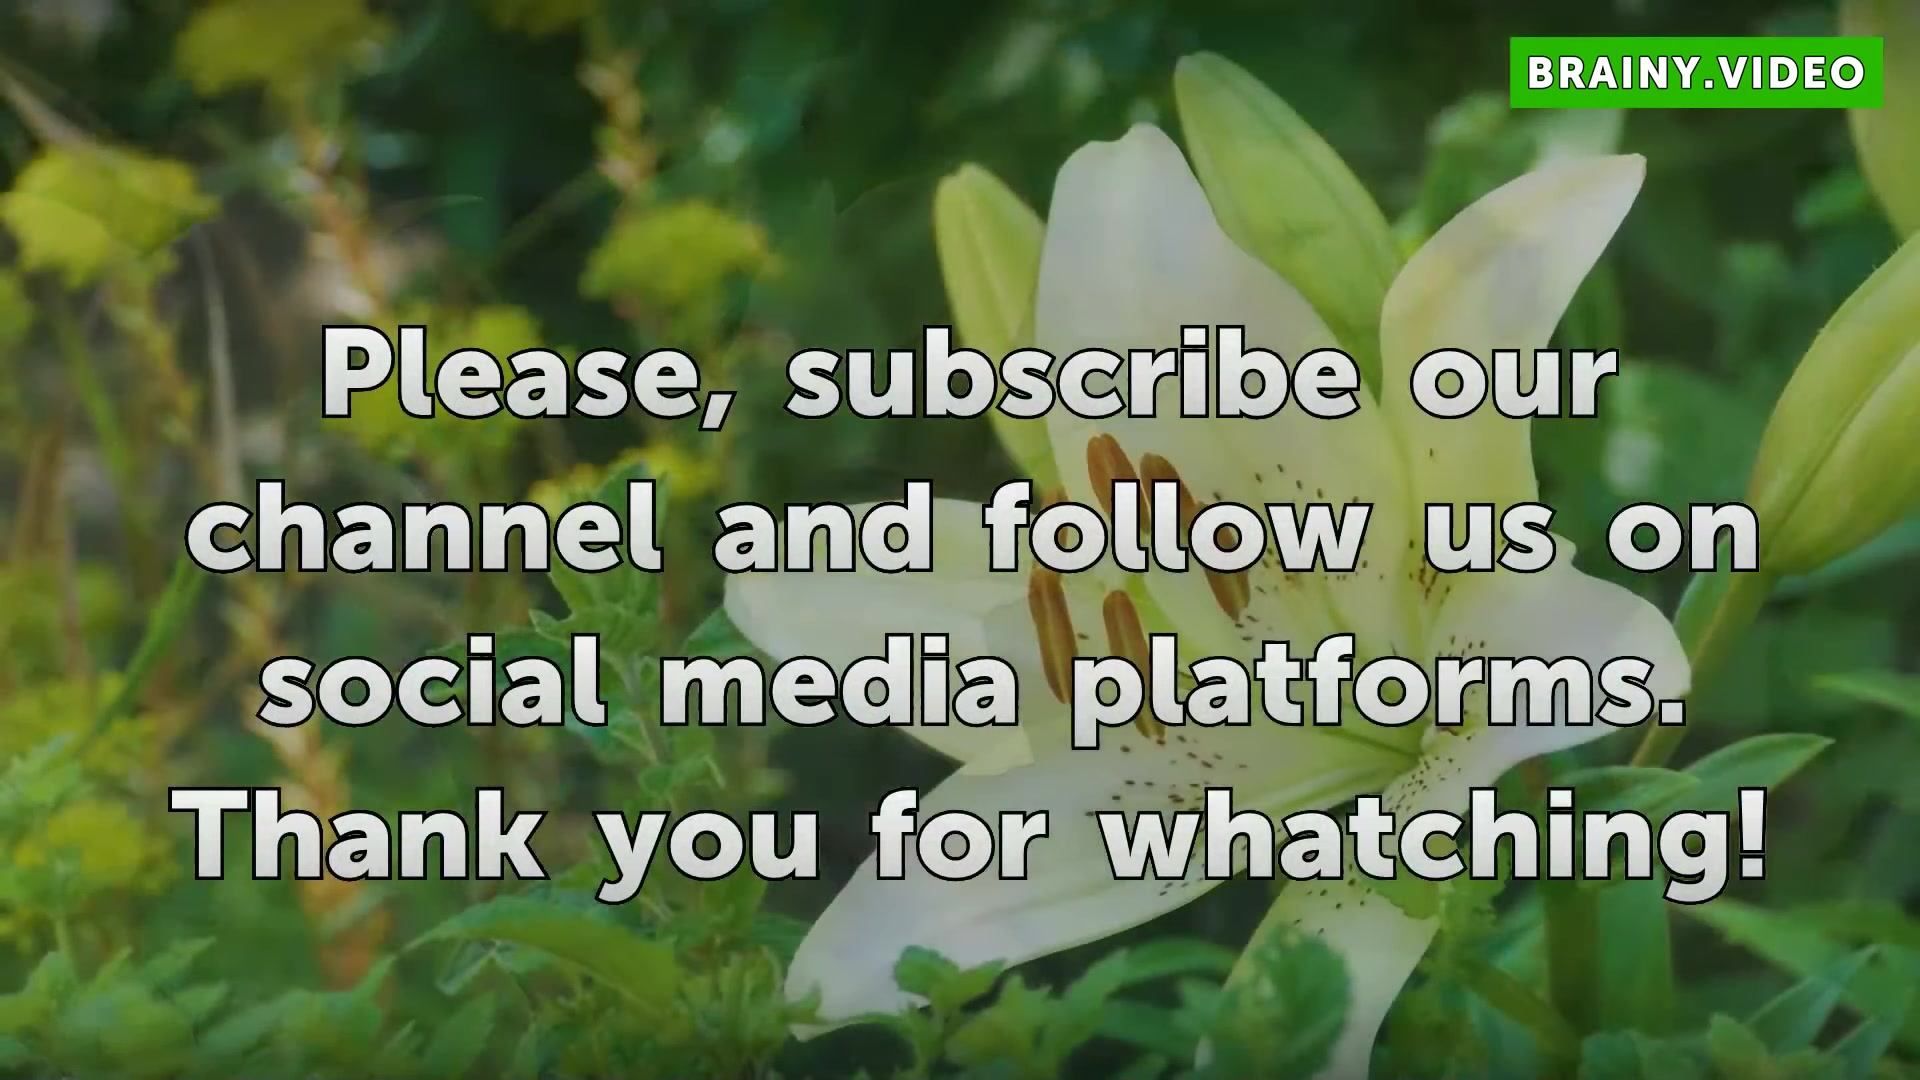 BRAINY.VIDEO
Please, subscribe our
channel and follow us on
social media platforms.
Thank you for whatching!